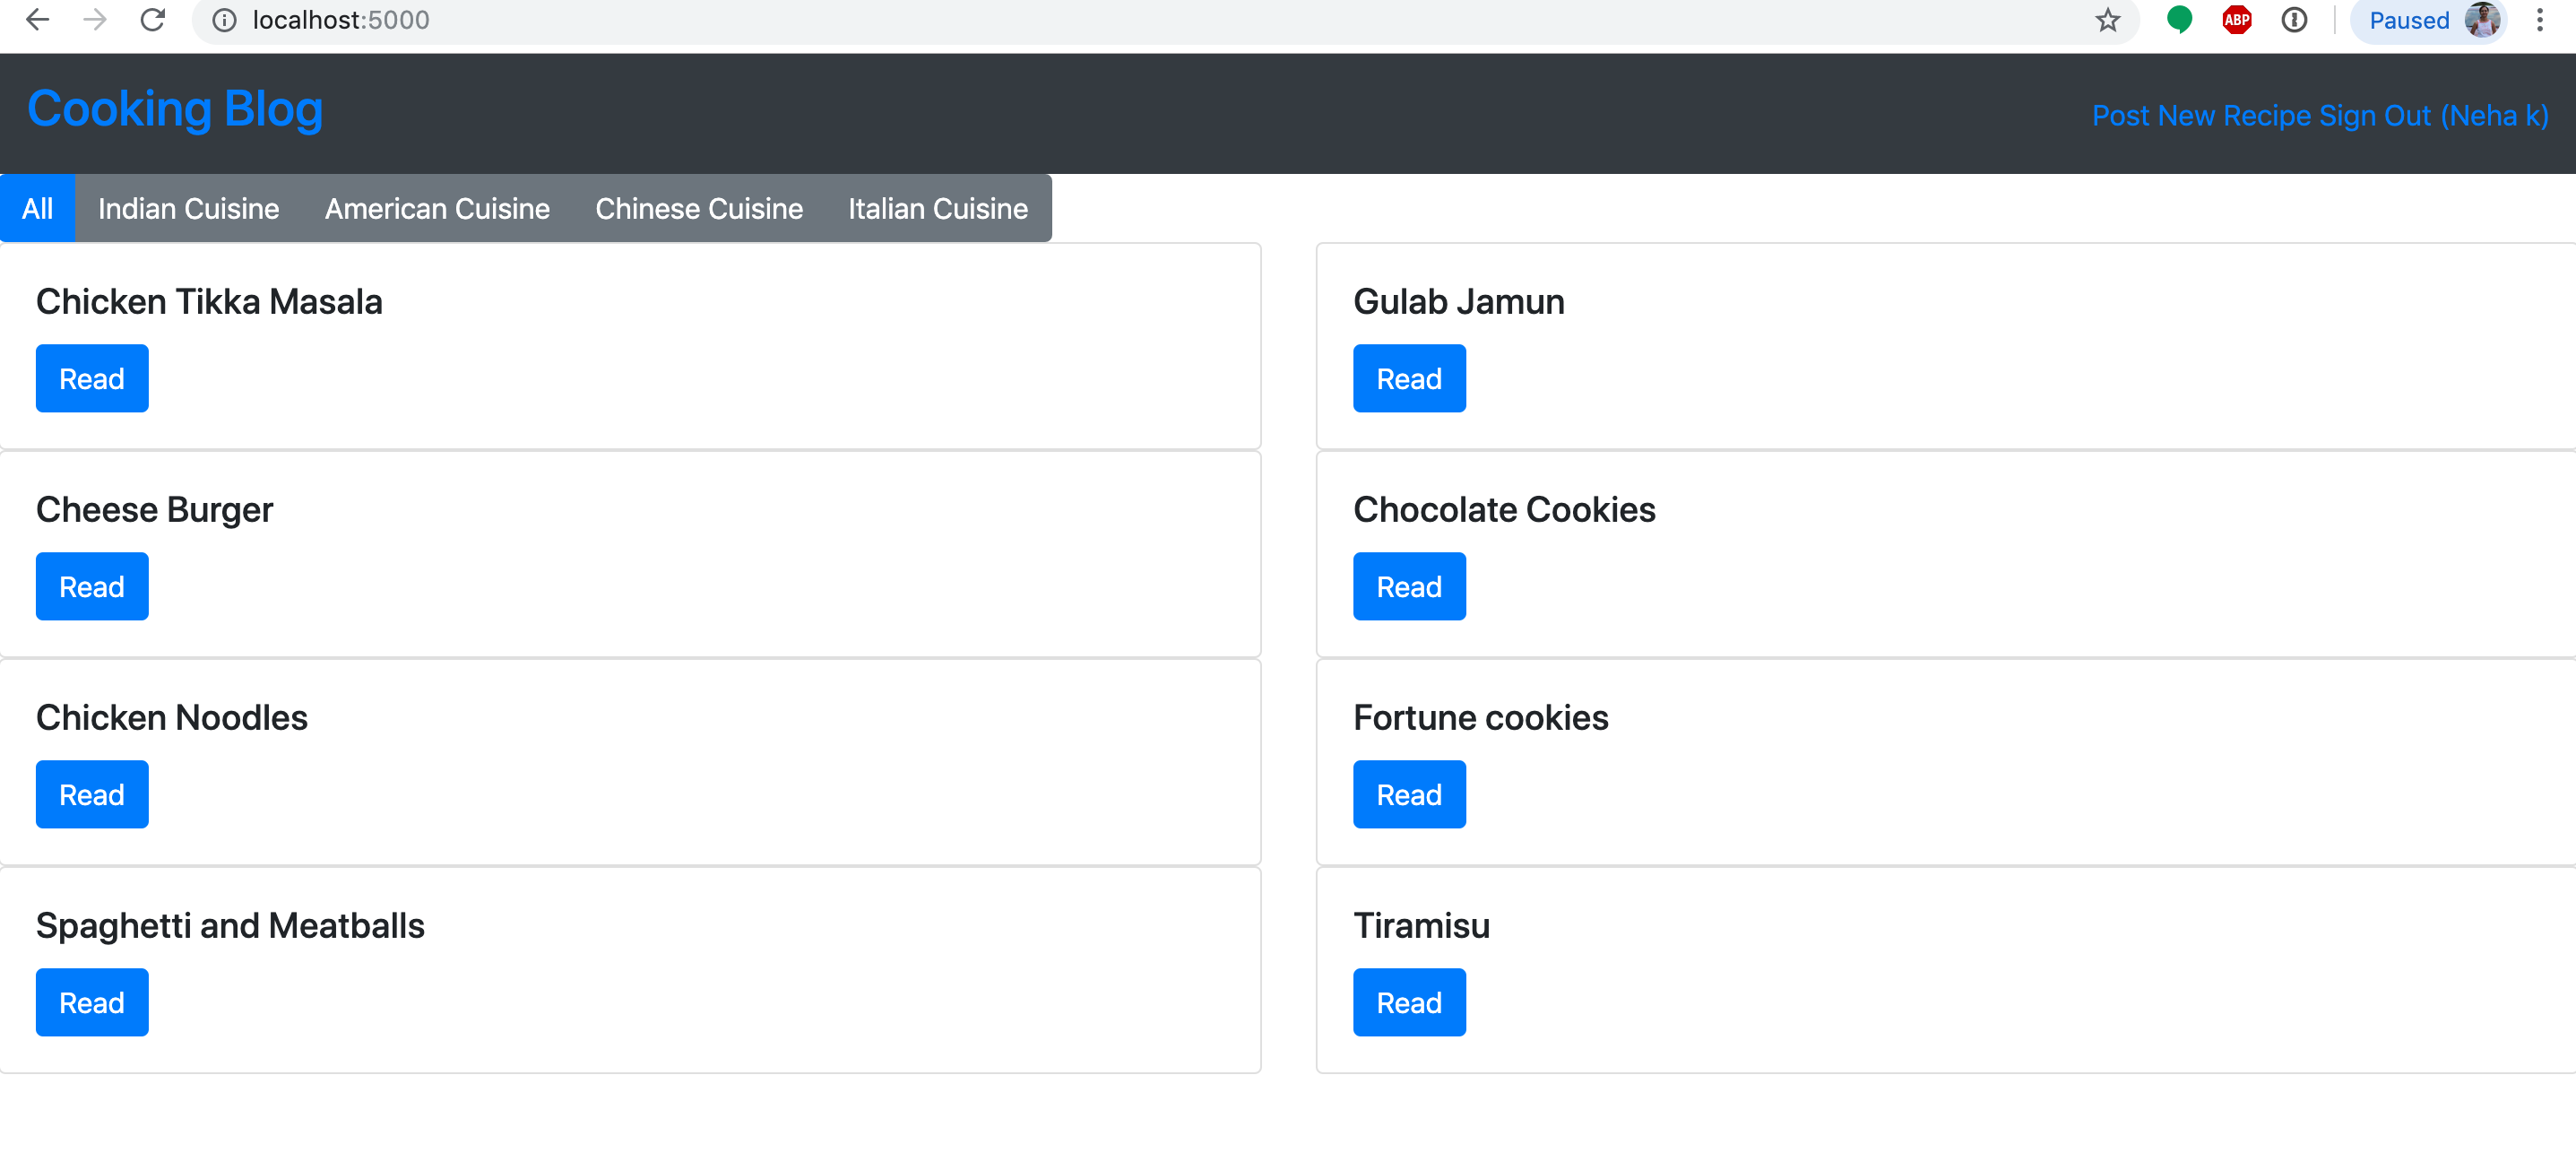 localhost:5000
ABP
Paused
Cooking Blog
Post New Recipe Sign Out (Neha k)
All Indian Cuisine American Cuisine Chinese Cuisine Italian Cuisine
Chicken Tikka Masala
Read
Gulab Jamun
Read
Cheese Burger
Read
Chocolate Cookies
Read
Chicken Noodles
Read
Fortune cookies
Read
Spaghetti and Meatballs
Read
Tiramisu
Read